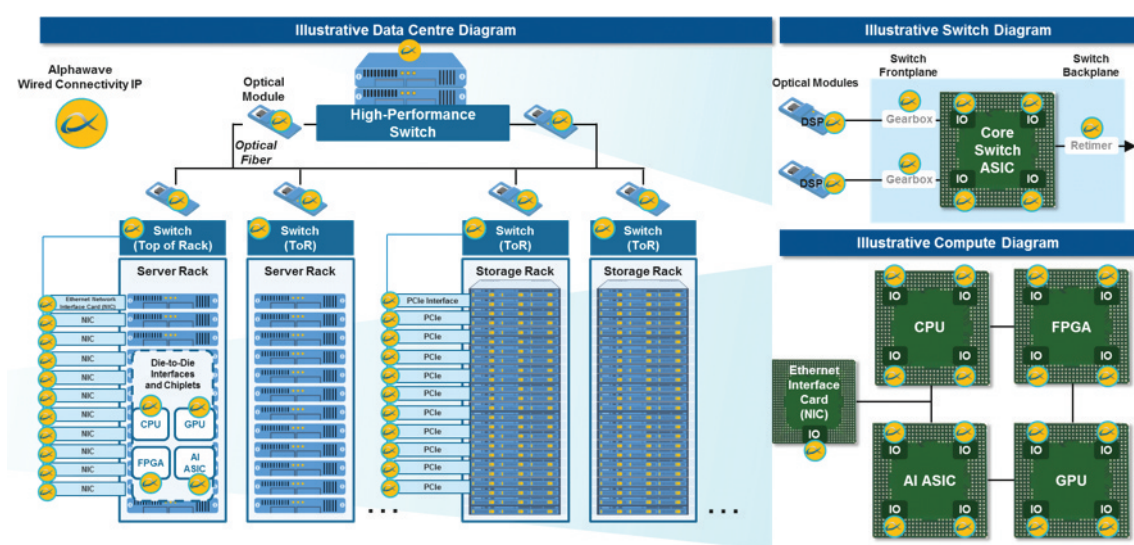 Illustrative Data Centre Diagram
Alphawave
Wired Connectivity IP
Optical
Module
High-Performance
Switch
Optical
Fiber
Switch
(Top of Rack)
Switch
(ToR)
Switch
(ToR)
Switch
(ToR)
Server Rack
Server Rack
Storage Rack
Storage Rack
Ethernet Network
Interface Card (NIC)
NIC
NIC
NIC
NIC
NIC
NIC
NIC
NIC
NIC
NIC
Die-to-Die
Interfaces
and Chiplets
CPU
GPU
FPGA
AI
ASIC
...
PCIe Interface
PCIe
PCIe
PCIe
PCIe
PCIe
PCIe
PCIe
PCIe
PCIe
PCIe
...
Illustrative Switch Diagram
Switch
Frontplane
Switch
Backplane
Optical Modules
DSP
Gearbox
IO
IO
Core
Switch
ASIC
Retimer
DSP
Gearbox
IO
IO
Illustrative Compute Diagram
IO
IO
CPU
IO
IO
IO
IO
FPGA
IO
IO
Ethernet
Interface
Card
(NIC)
IO
IO
IO
AI ASIC
IO
IO
IO
IO
GPU
IO
IO